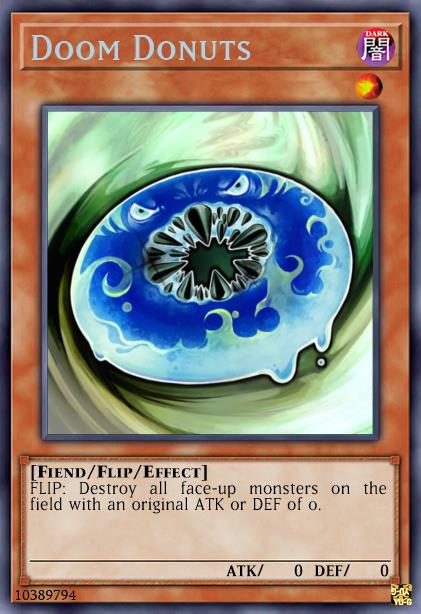 Doom Donuts
DARK
闇
[Fiend/Flip/Effect]
FLIP: Destroy all face-up monsters on the
field with an original ATK or DEF of 0.
ATK/ 0 DEF/ 0
10389794